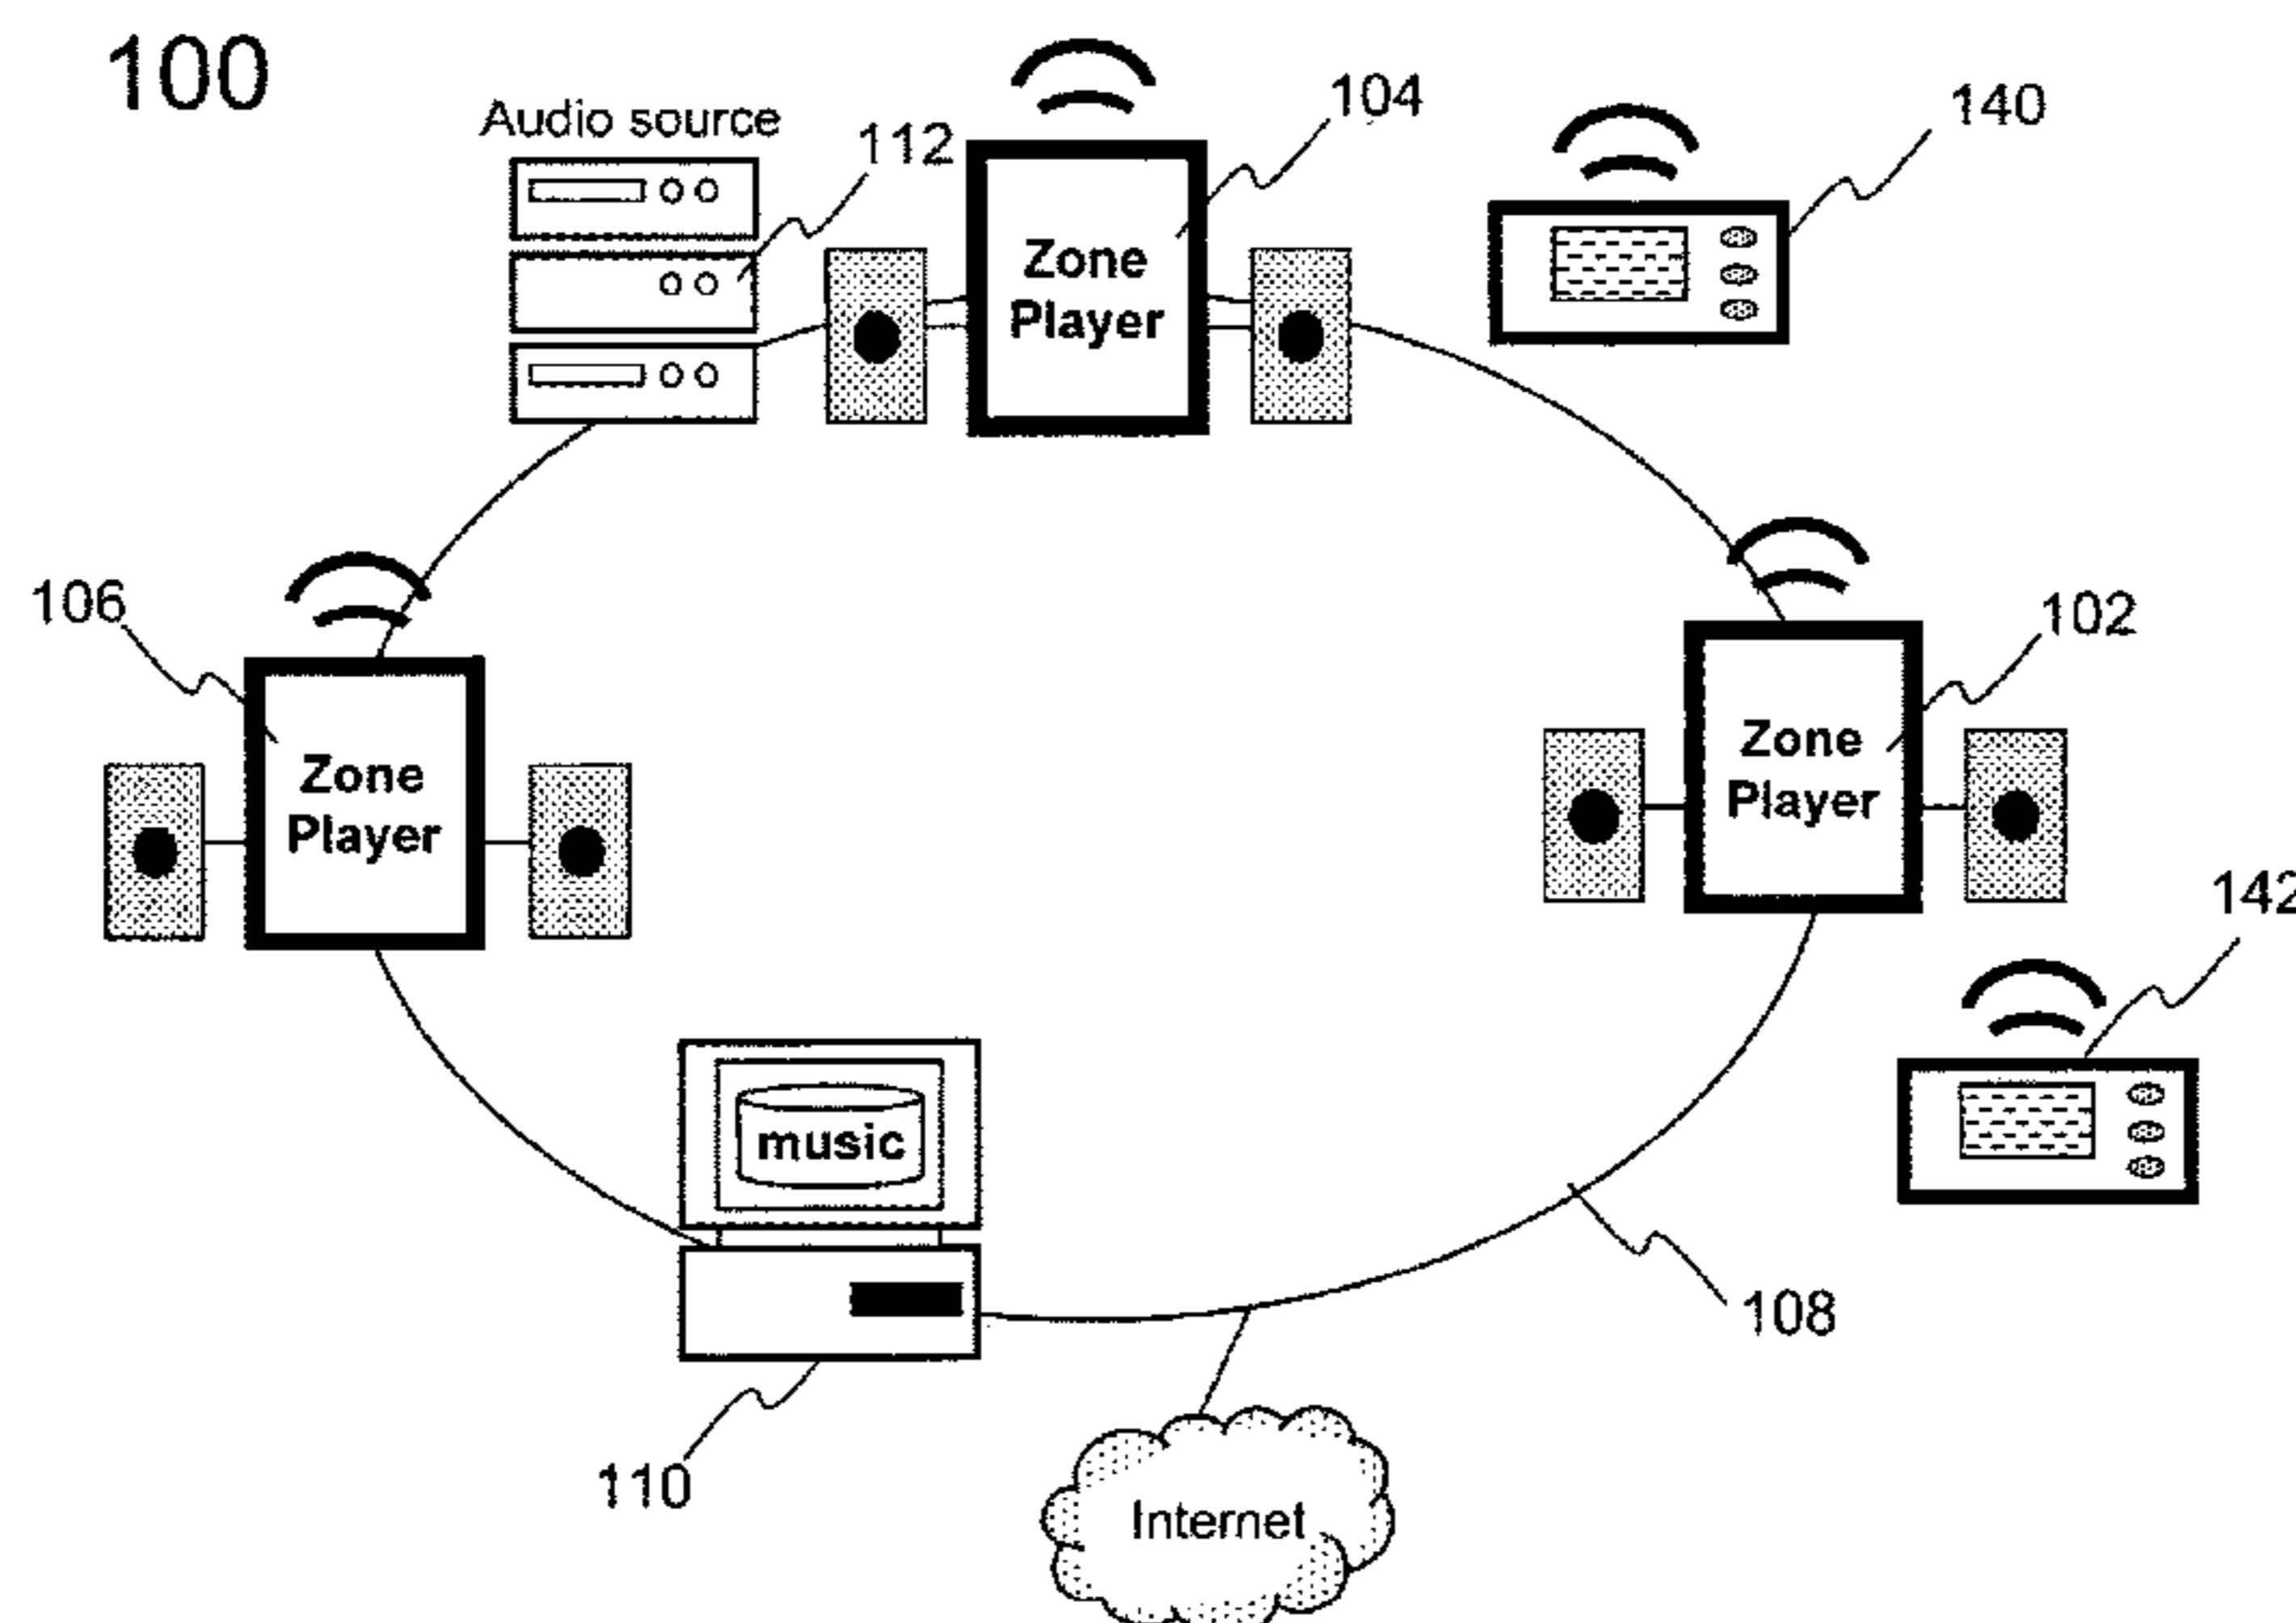 100
Audio source
112
104
140
Zone
Player
106
102
Zone
Player
Zone
Player
142
music
108
110
Internet